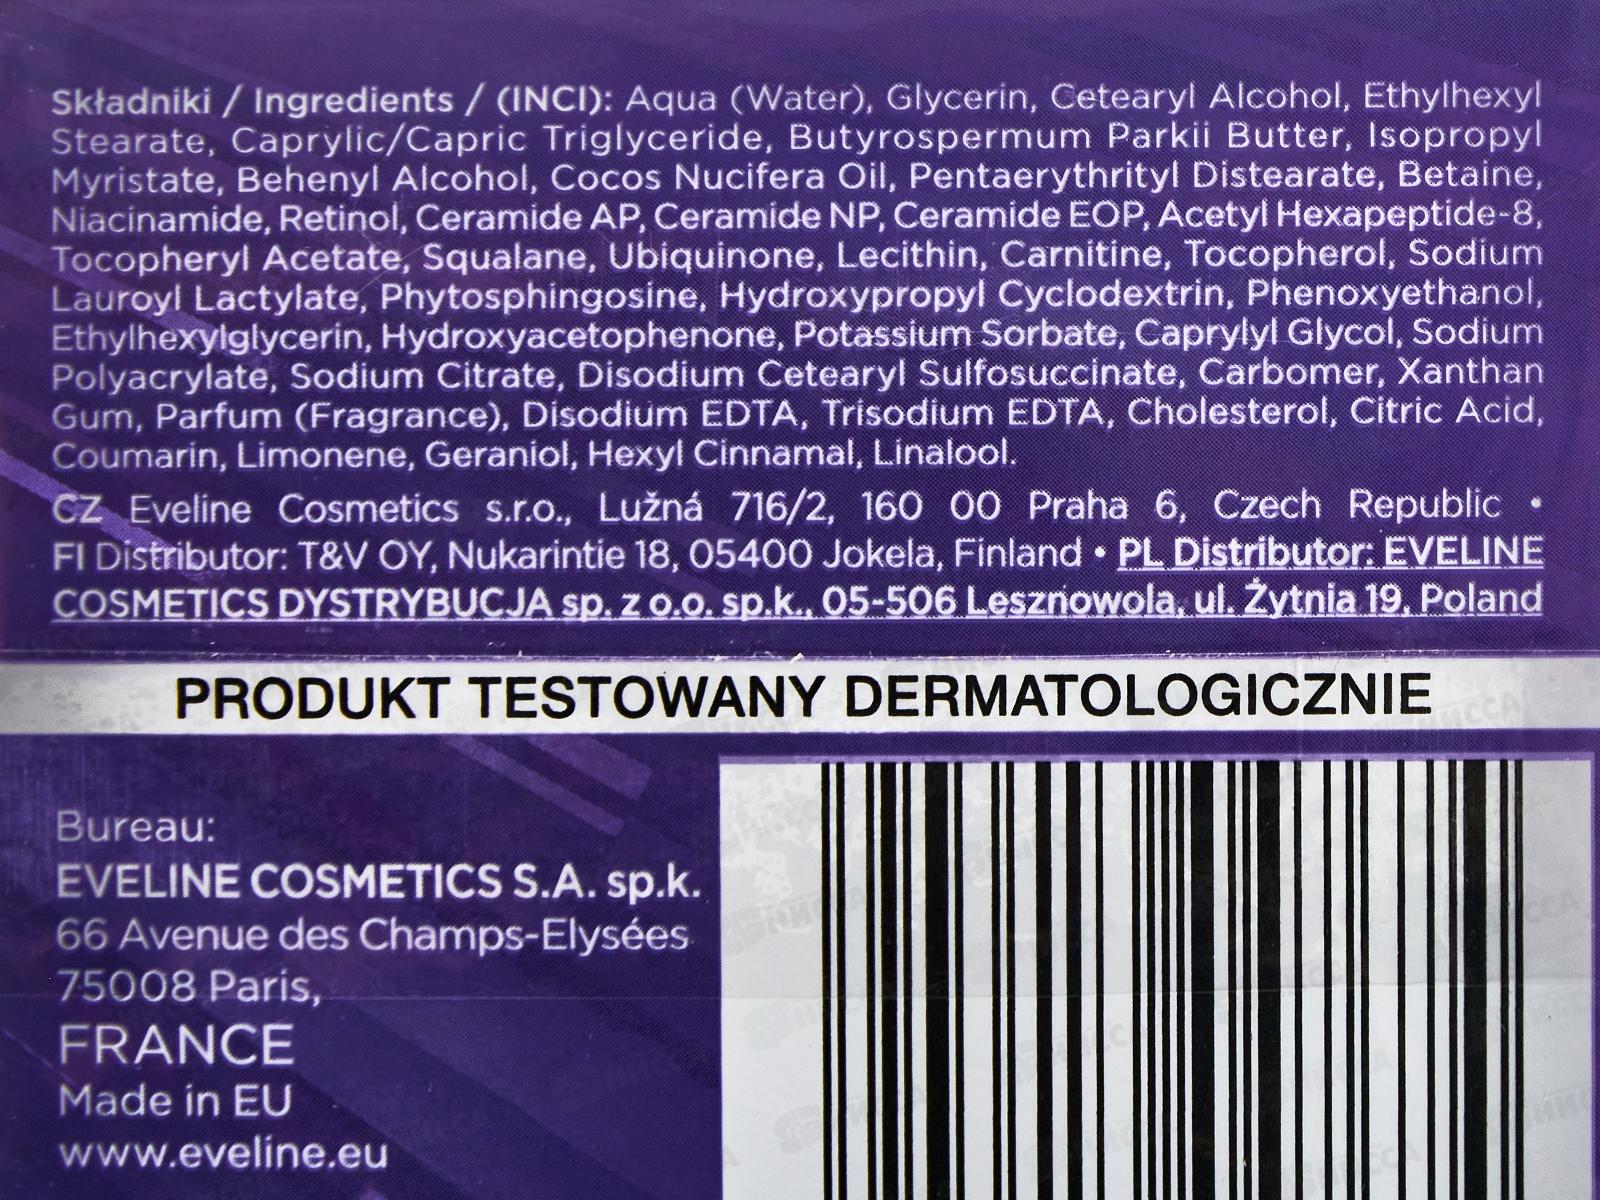 Składniki / Ingredients / (INCI): Aqua (Water), Glycerin, Cetearyl Alcohol, Ethylhexyl
Stearate, Caprylic/Capric Triglyceride, Butyrospermum Parkii Butter, Isopropyl
Myristate, Behenyl Alcohol, Cocos Nucifera Oil, Pentaerythrityl Distearate, Betaine,
Niacinamide, Retinol, Ceramide AP, Ceramide NP, Ceramide EOP, Acetyl Hexapeptide-8,
Tocopheryl Acetate, Squalane, Ubiquinone, Lecithin, Carnitine, Tocopherol, Sodium
Lauroyl Lactylate, Phytosphingosine, Hydroxypropyl Cyclodextrin, Phenoxyethanol,
Ethylhexylglycerin, Hydroxyacetophenone, Potassium Sorbate, Caprylyl Glycol, Sodium
Polyacrylate, Sodium Citrate, Disodium Cetearyl Sulfosuccinate, Carbomer, Xanthan
Gum, Parfum (Fragrance), Disodium EDTA, Trisodium EDTA, Cholesterol, Citric Acid,
Coumarin, Limonene, Geraniol, Hexyl Cinnamal, Linalool.
CZ Eveline Cosmetics s.r.o., Lužná 716/2, 160 00 Praha 6, Czech Republic •
FI Distributor: T&V OY, Nukarintie 18, 05400 Jokela, Finland • PL Distributor: EVELINE
COSMETICS DYSTRYBUCJA sp. z o.o. sp.k., 05-506 Lesznowola, ul. Żytnia 19, Poland
PRODUKT TESTOWANY DERMATOLOGICZNIE
Bureau:
EVELINE COSMETICS S.A. sp.k.
66 Avenue des Champs-Elysées
75008 Paris,
FRANCE
Made in EU
www.eveline.eu